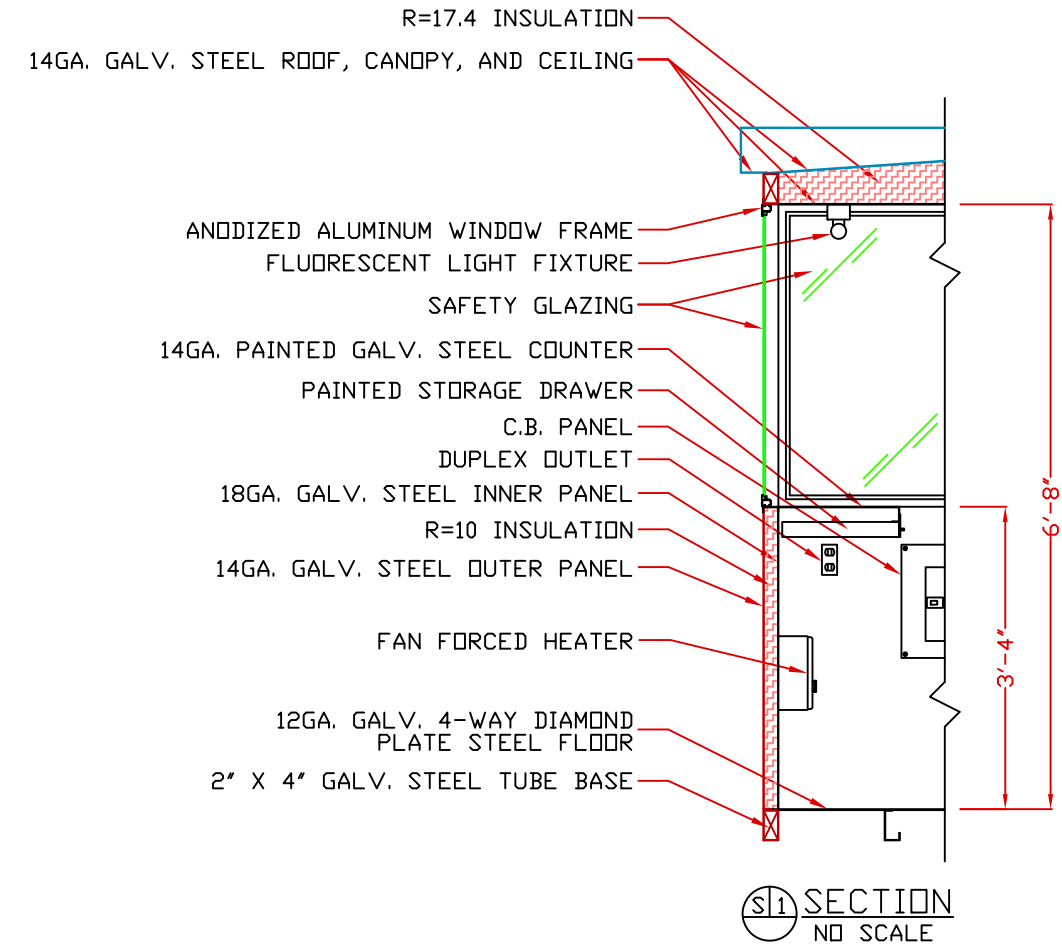 R=17.4 INSULATION
14GA. GALV. STEEL ROOF, CANOPY, AND CEILING
ANODIZED ALUMINUM WINDOW FRAME
FLUORESCENT LIGHT FIXTURE
SAFETY GLAZING
14GA. PAINTED GALV. STEEL COUNTER
PAINTED STORAGE DRAWER
C.B. PANEL
DUPLEX OUTLET
18GA. GALV. STEEL INNER PANEL
R=10 INSULATION
14GA. GALV. STEEL OUTER PANEL
FAN FORCED HEATER
12GA. GALV. 4-WAY DIAMOND
PLATE STEEL FLOOR
2" X 4" GALV. STEEL TUBE BASE
6'-8"
3'-4"
S 1 SECTION
NO SCALE